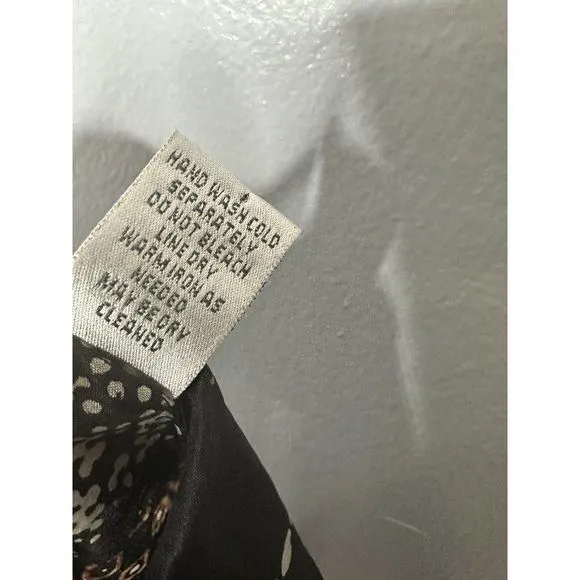 HAND WASH COLD
SEPARATELY
DO NOT BLEACH
LINE DRY
WARM IRON AS
NEEDED
MAY BE DRY
CLEANED